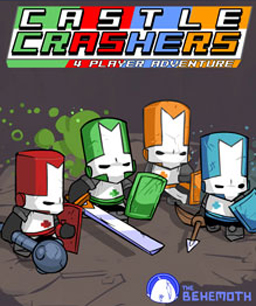 CASTLE
CRASHERS
4 PLAYER ADVENTURE
THE
BEHEMOTH